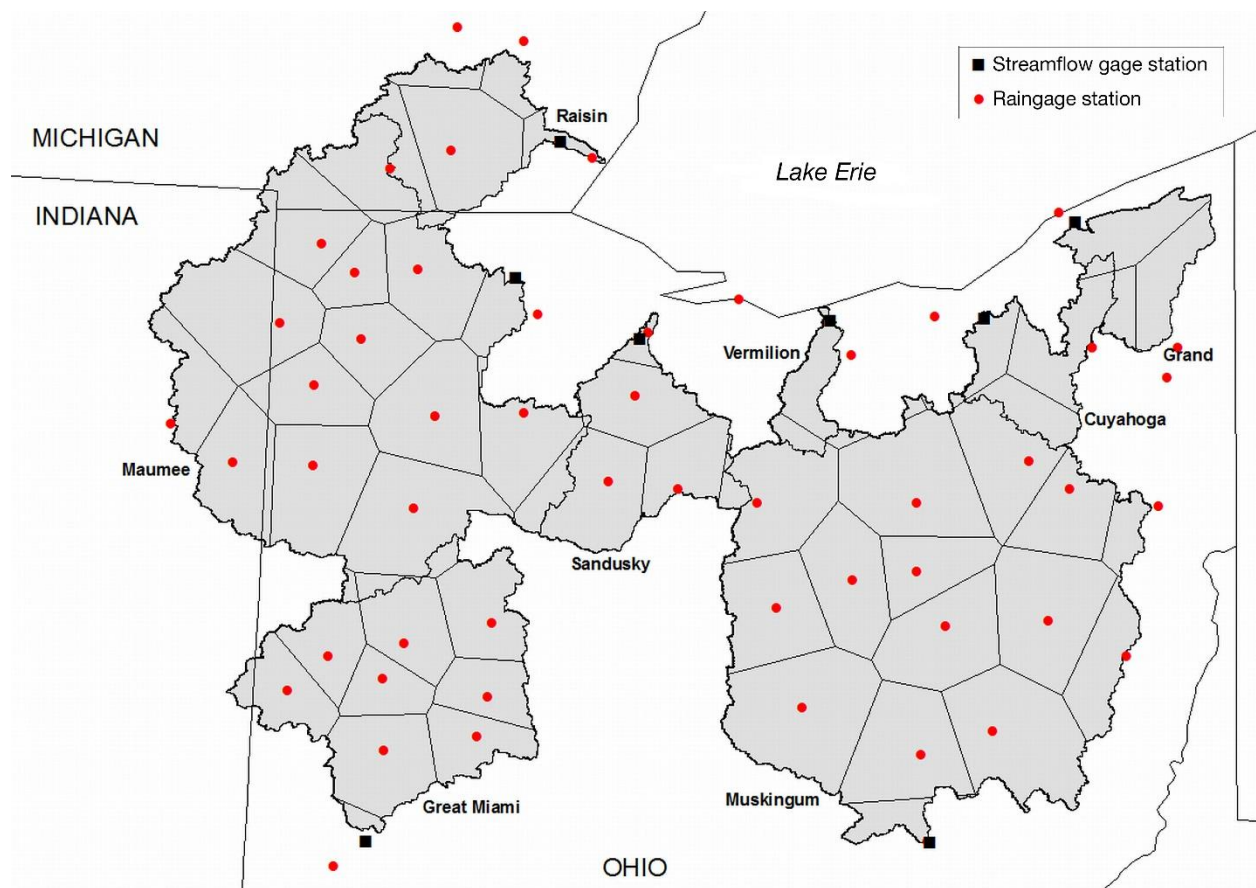 Streamflow gage station
Raingage station
Raisin
MICHIGAN
Lake Erie
INDIANA
Vermilion
Grand
Cuyahoga
Maumee
Sandusky
Muskingum
Great Miami
OHIO